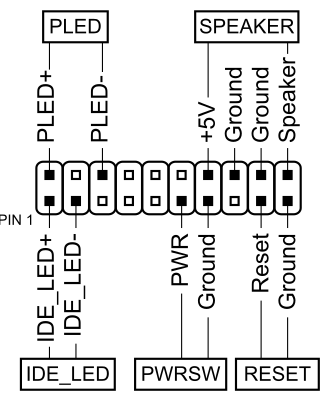 PLED
SPEAKER
PLED+
PLED-
+5V
Ground
Ground
Speaker
PIN 1
IDE_LED+
IDE_LED-
PWR
Ground
Reset
Ground
IDE_LED
PWRSW
RESET